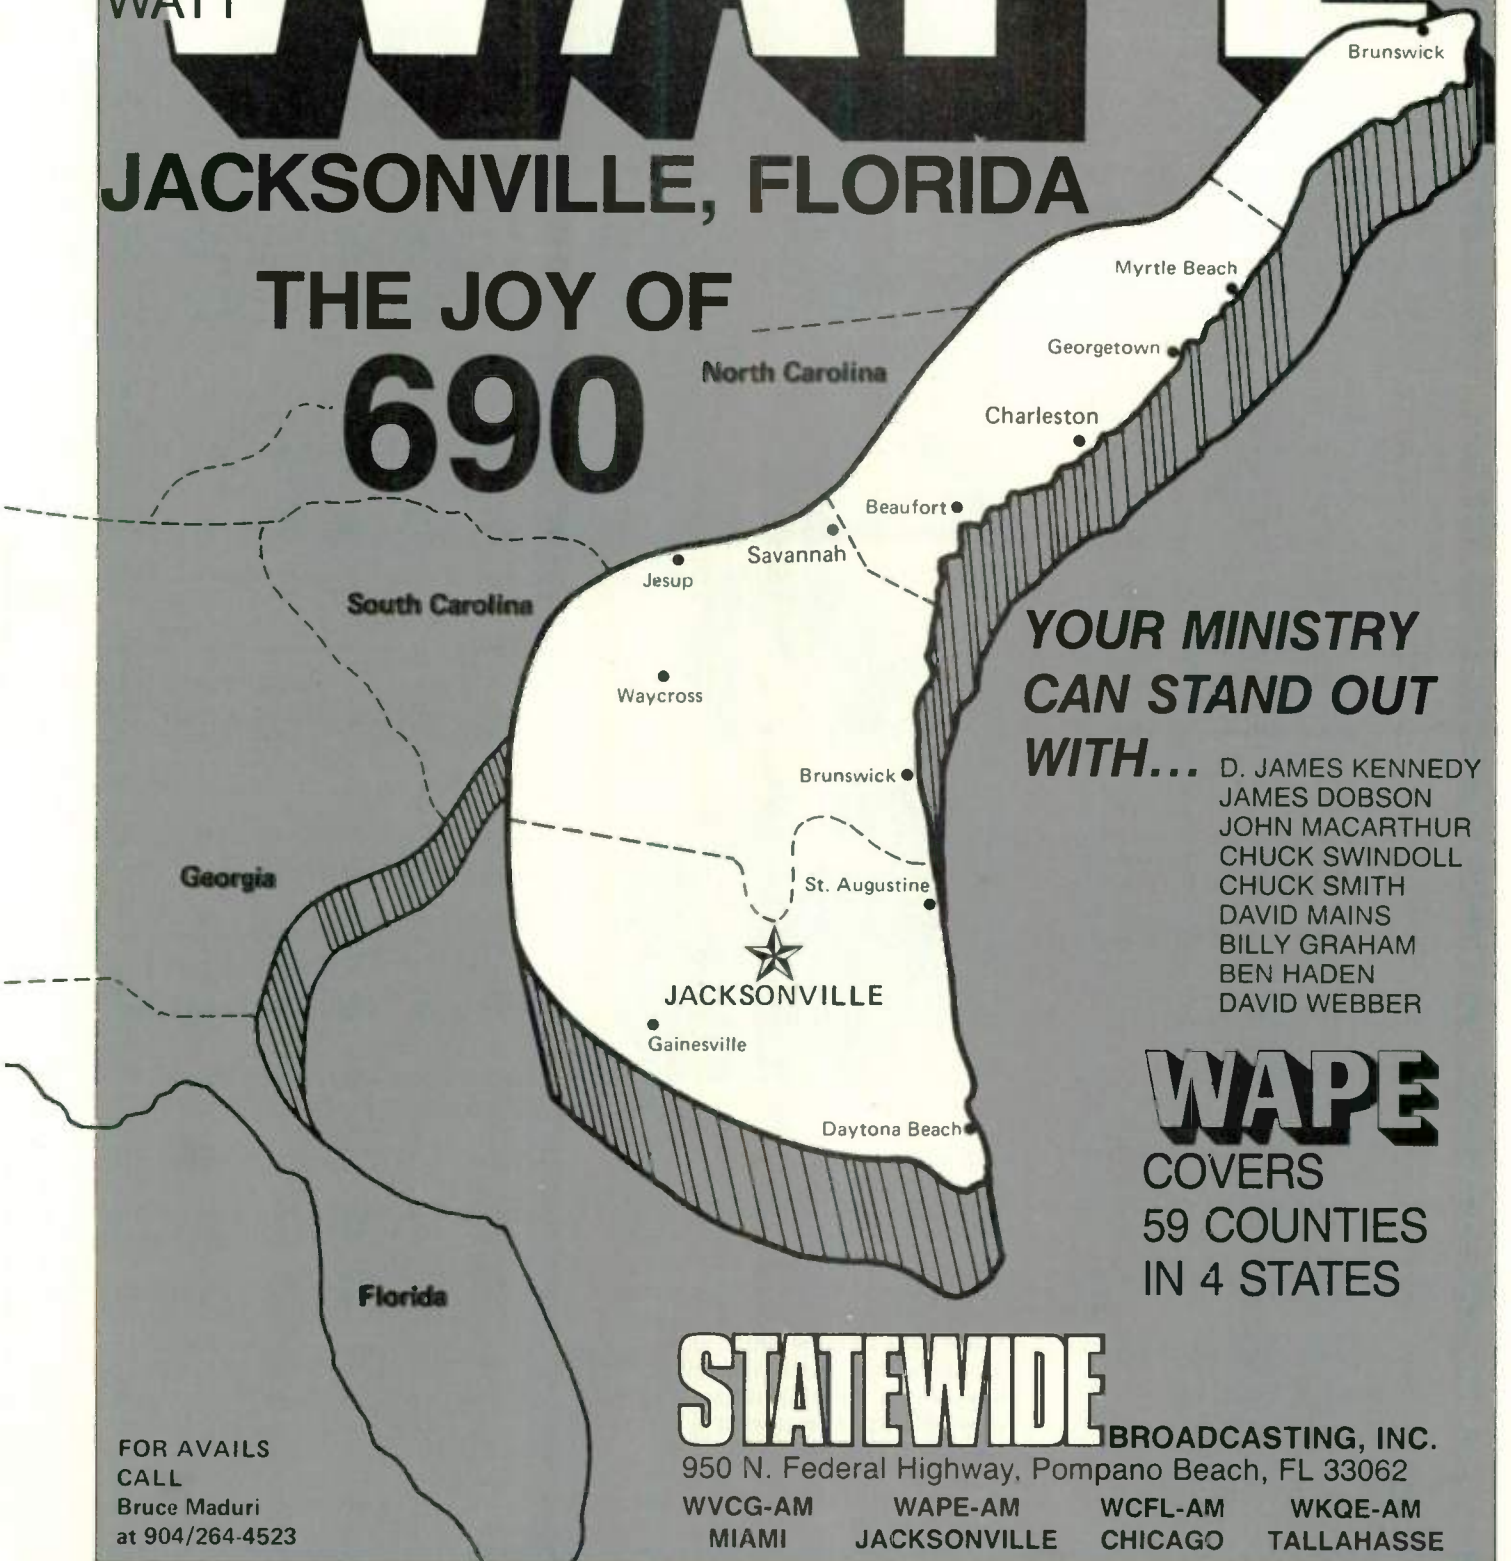 WATT
WAPE
Brunswick
JACKSONVILLE, FLORIDA
THE JOY OF
690
Myrtle Beach
Georgetown
North Carolina
Charleston
Beaufort
Savannah
Jesup
South Carolina
YOUR MINISTRY
CAN STAND OUT
WITH...
D. JAMES KENNEDY
JAMES DOBSON
JOHN MACARTHUR
CHUCK SWINDOLL
CHUCK SMITH
DAVID MAINS
BILLY GRAHAM
BEN HADEN
DAVID WEBBER
Waycross
Brunswick
Georgia
St. Augustine
JACKSONVILLE
Gainesville
Daytona Beach
WAPE
COVERS
59 COUNTIES
IN 4 STATES
Florida
STATEWIDE BROADCASTING, INC.
950 N. Federal Highway, Pompano Beach, FL 33062
WVCG-AM WAPE-AM WCFL-AM WKQE-AM
MIAMI JACKSONVILLE CHICAGO TALLAHASSE
FOR AVAILS
CALL
Bruce Maduri
at 904/264-4523